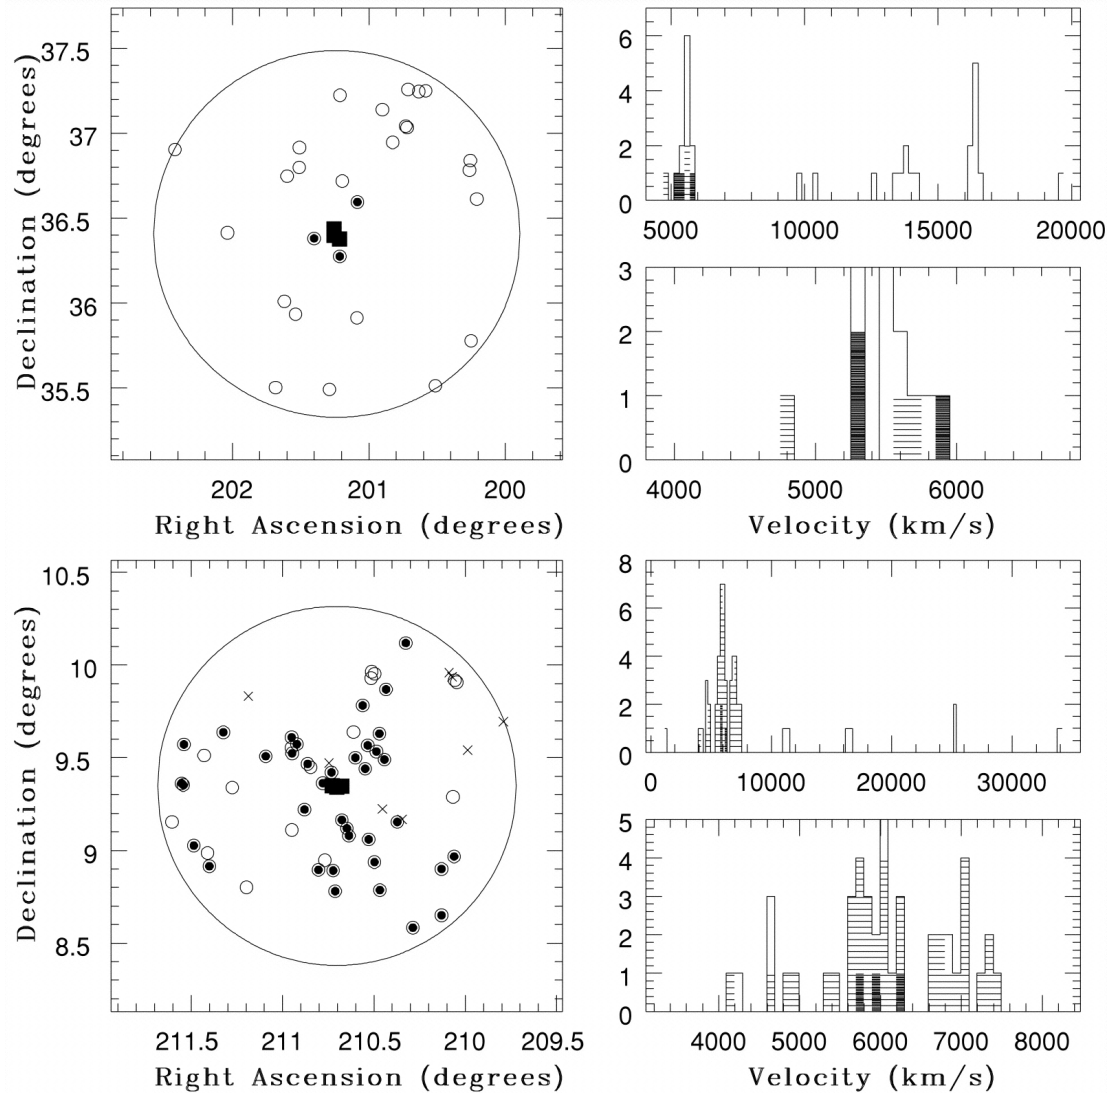 37.5
37
36.5
36
35.5
Declination (degrees)
202 201 200
Right Ascension (degrees)
6
4
2
0
5000 10000 15000 20000
3
2
1
0
4000 5000 6000
Velocity (km/s)
10.5
10
9.5
9
8.5
Declination (degrees)
211.5 211 210.5 210 209.5
Right Ascension (degrees)
8
6
4
2
0
0 10000 20000 30000
5
4
3
2
1
0
4000 5000 6000 7000 8000
Velocity (km/s)